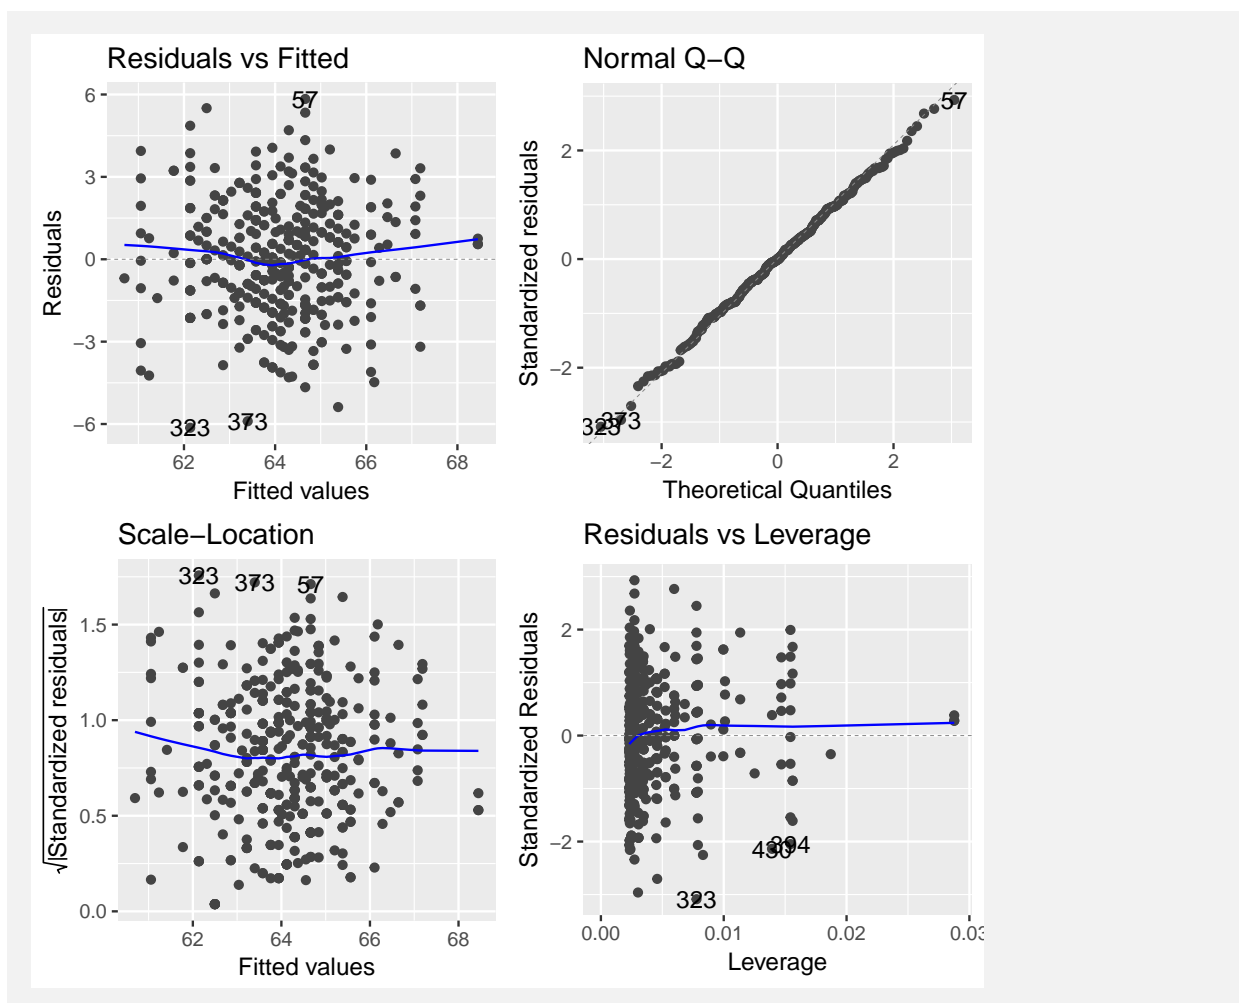 Residuals vs Fitted
57
323
373
6
3
0
−3
−6
62 64 66 68
Fitted values
Residuals
Normal Q−Q
57
323
373
2
0
−2
−2 0 2
Theoretical Quantiles
Standardized residuals
Scale−Location
323
373
57
1.5
1.0
0.5
0.0
62 64 66 68
Fitted values
√|Standardized residuals|
Residuals vs Leverage
430
394
323
2
0
−2
0.00 0.01 0.02 0.03
Leverage
Standardized Residuals